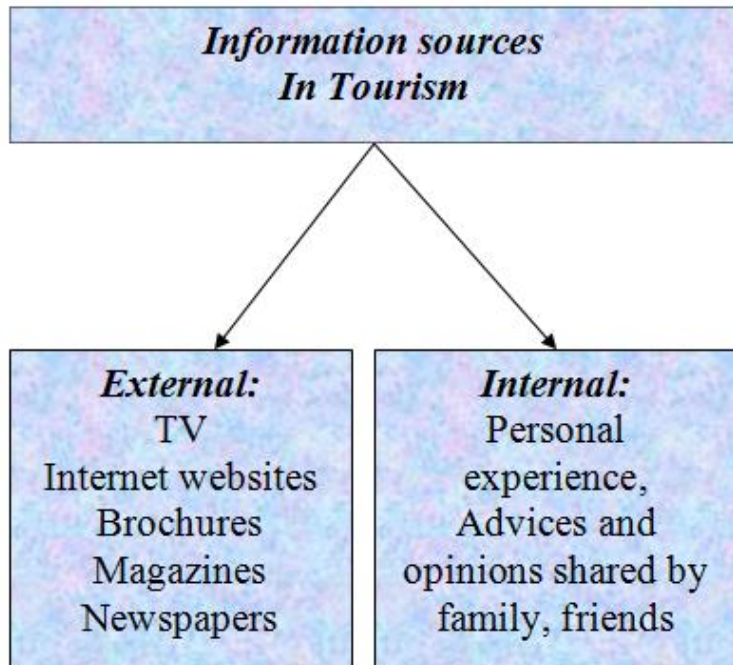 Information sources
In Tourism
External:
TV
Internet websites
Brochures
Magazines
Newspapers
Internal:
Personal
experience,
Advices and
opinions shared by
family, friends